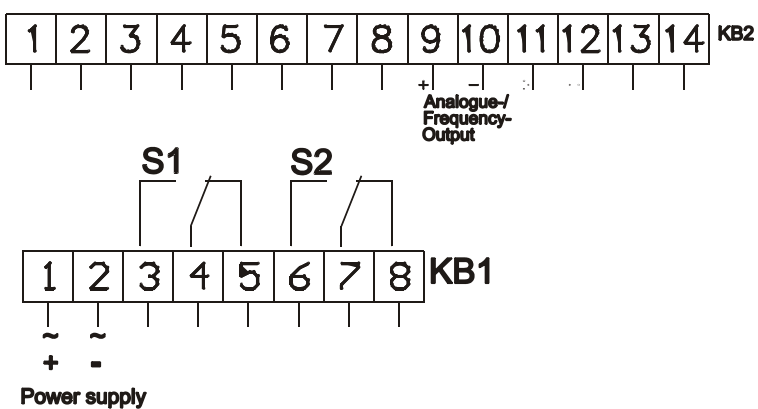 1 2 3 4 5 6 7 8 9 10 11 12 13 14 KB2
+ -
Analogue-/
Frequency-
Output
S1 S2
1 2 3 4 5 6 7 8 KB1
~ ~
+ -
Power supply